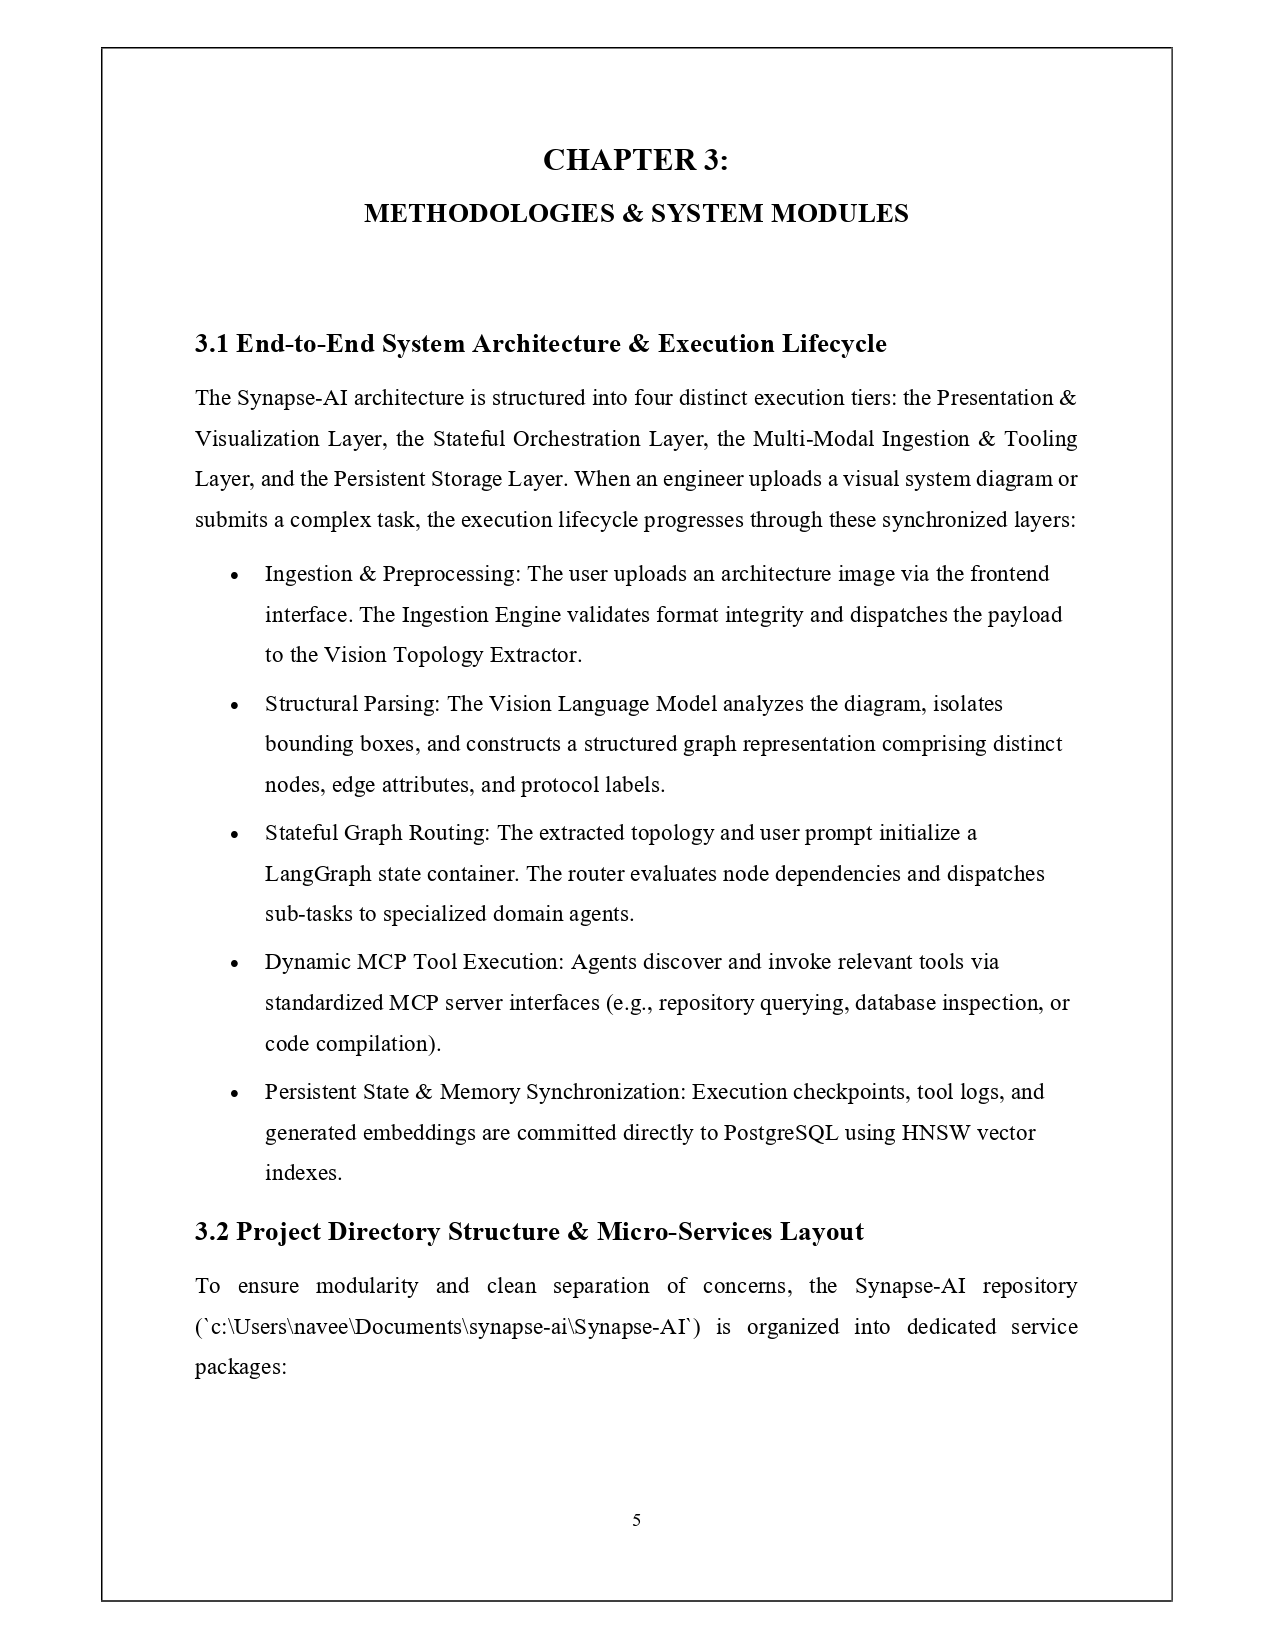 CHAPTER 3:
METHODOLOGIES & SYSTEM MODULES
3.1 End-to-End System Architecture & Execution Lifecycle
The Synapse-AI architecture is structured into four distinct execution tiers: the Presentation &
Visualization Layer, the Stateful Orchestration Layer, the Multi-Modal Ingestion & Tooling
Layer, and the Persistent Storage Layer. When an engineer uploads a visual system diagram or
submits a complex task, the execution lifecycle progresses through these synchronized layers:
• Ingestion & Preprocessing: The user uploads an architecture image via the frontend
interface. The Ingestion Engine validates format integrity and dispatches the payload
to the Vision Topology Extractor.
• Structural Parsing: The Vision Language Model analyzes the diagram, isolates
bounding boxes, and constructs a structured graph representation comprising distinct
nodes, edge attributes, and protocol labels.
• Stateful Graph Routing: The extracted topology and user prompt initialize a
LangGraph state container. The router evaluates node dependencies and dispatches
sub-tasks to specialized domain agents.
• Dynamic MCP Tool Execution: Agents discover and invoke relevant tools via
standardized MCP server interfaces (e.g., repository querying, database inspection, or
code compilation).
• Persistent State & Memory Synchronization: Execution checkpoints, tool logs, and
generated embeddings are committed directly to PostgreSQL using HNSW vector
indexes.
3.2 Project Directory Structure & Micro-Services Layout
To ensure modularity and clean separation of concerns, the Synapse-AI repository
(`c:\Users\navee\Documents\synapse-ai\Synapse-AI`) is organized into dedicated service
packages:
5